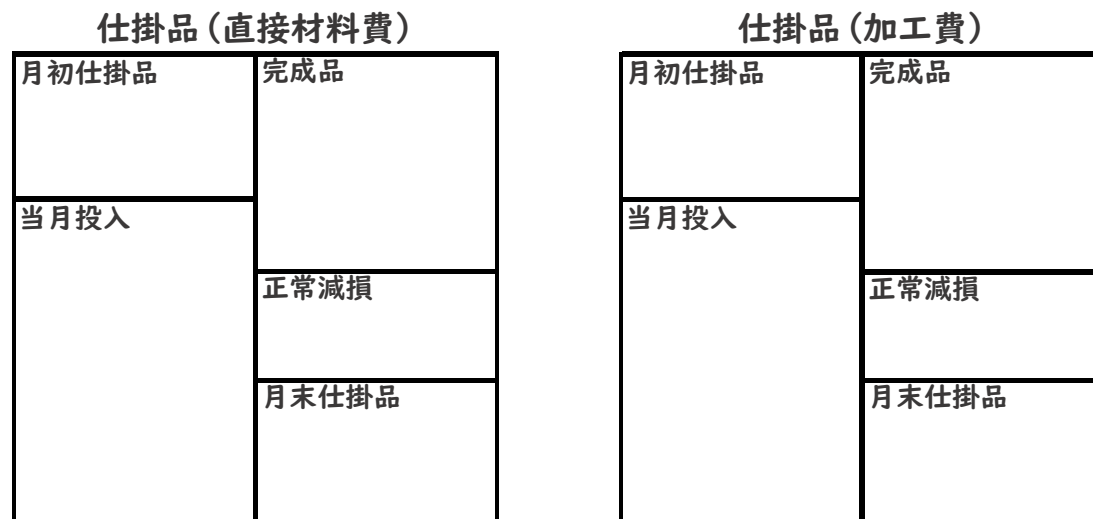 仕掛品(直接材料費)
月初仕掛品
完成品
当月投入
正常減損
月末仕掛品
仕掛品(加工費)
月初仕掛品
完成品
当月投入
正常減損
月末仕掛品